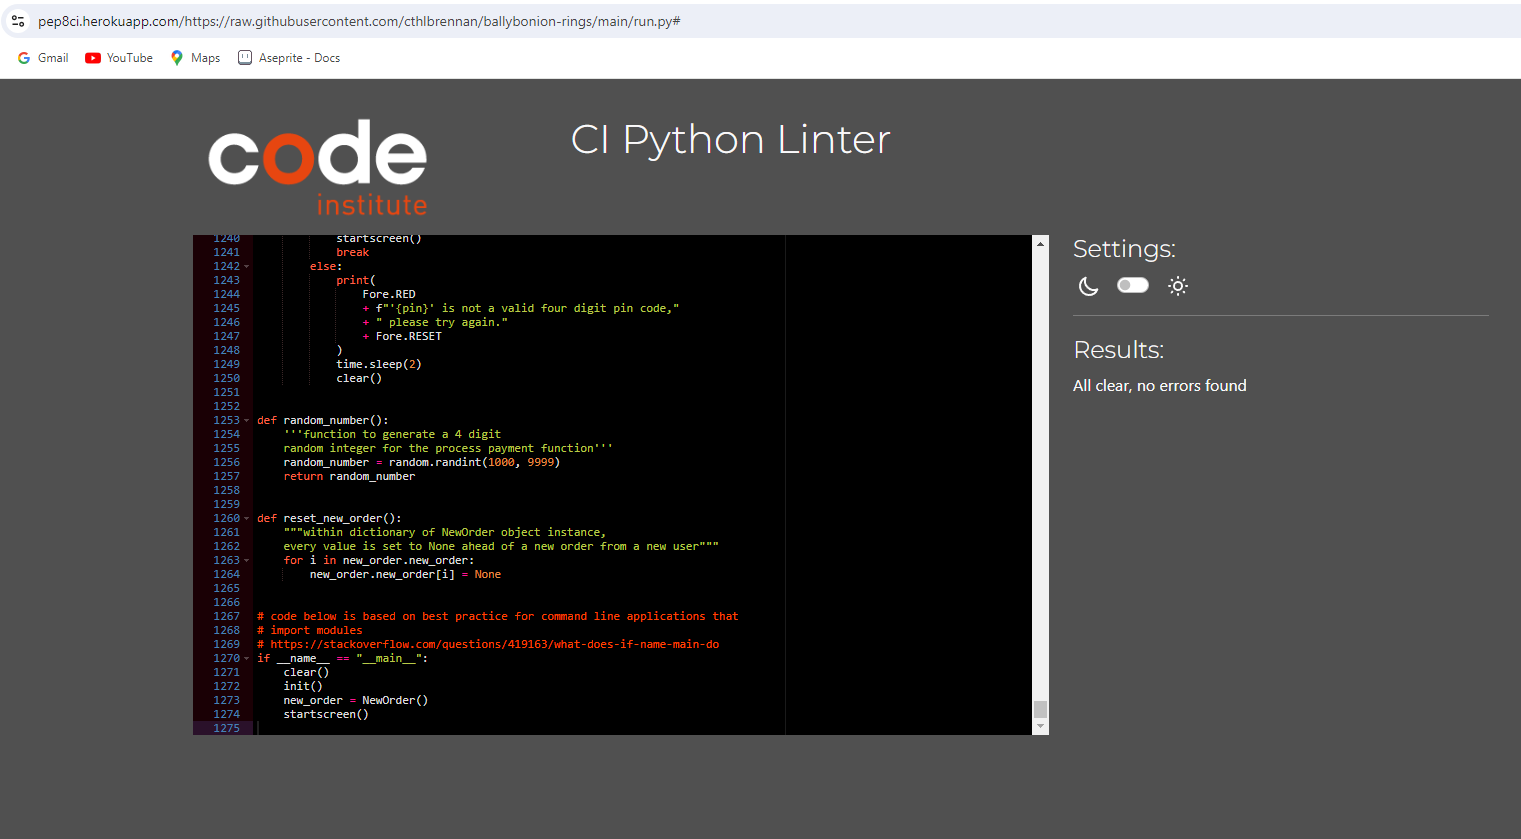 pep8ci.herokuapp.com/https://raw.githubusercontent.com/cthlbrennan/ballybonion-rings/main/run.py#
Gmail YouTube Maps Aseprite - Docs
code
institute
CI Python Linter
1240 startscreen()
1241 break
1242 else:
1243 print(
1244 Fore.RED
1245 + f"'{pin}' is not a valid four digit pin code,"
1246 + " please try again."
1247 + Fore.RESET
1248 )
1249 time.sleep(2)
1250 clear()
1251
1252
1253 def random_number():
1254 '''function to generate a 4 digit
1255 random integer for the process payment function'''
1256 random_number = random.randint(1000, 9999)
1257 return random_number
1258
1259
1260 def reset_new_order():
1261 """within dictionary of NewOrder object instance,
1262 every value is set to None ahead of a new order from a new user"""
1263 for i in new_order.new_order:
1264 new_order.new_order[i] = None
1265
1266
1267 # code below is based on best practice for command line applications that
1268 # import modules
1269 # https://stackoverflow.com/questions/419163/what-does-if-name-main-do
1270 if __name__ == "__main__":
1271 clear()
1272 init()
1273 new_order = NewOrder()
1274 startscreen()
1275
Settings:
Results:
All clear, no errors found